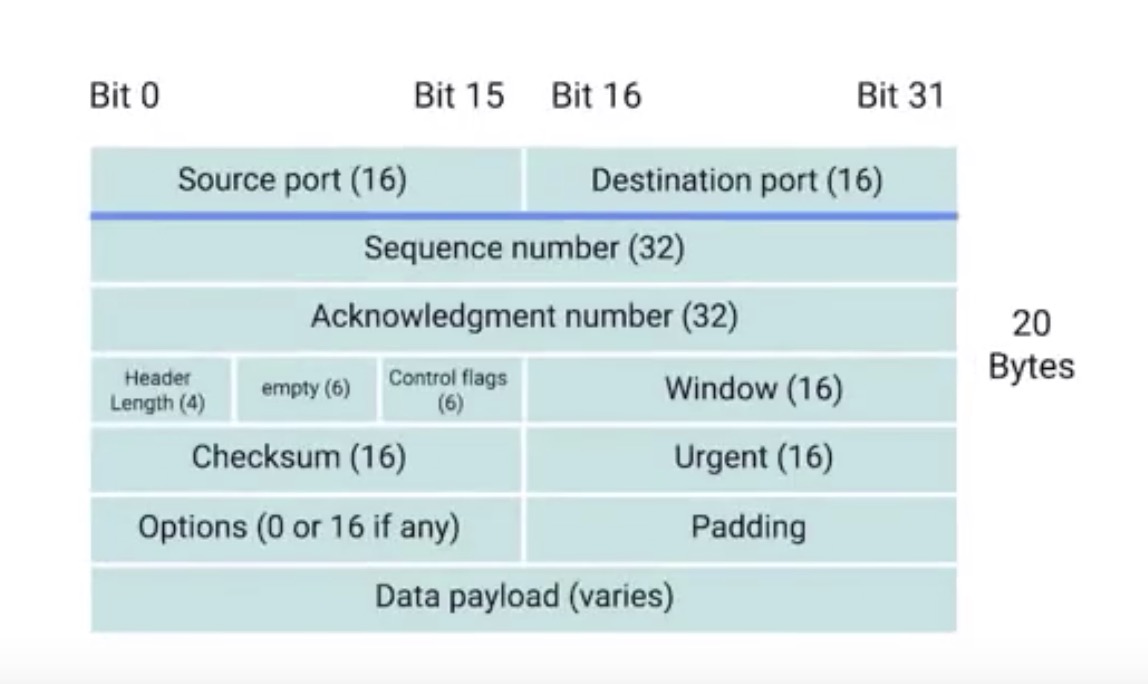 Bit 0 Bit 15 Bit 16 Bit 31
Source port (16) Destination port (16)
Sequence number (32)
Acknowledgment number (32)
20
Bytes
Header
Length (4)
empty (6)
Control flags
(6)
Window (16)
Checksum (16) Urgent (16)
Options (0 or 16 if any) Padding
Data payload (varies)